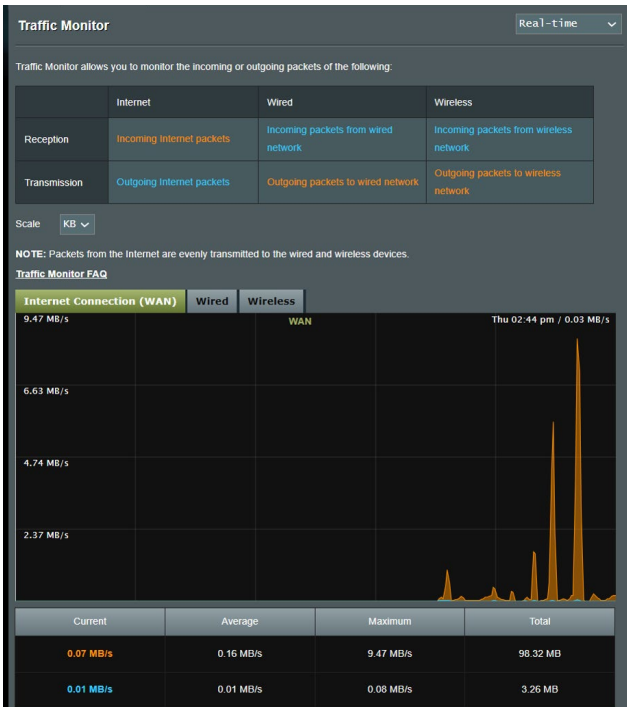 Traffic Monitor
Real-time
Traffic Monitor allows you to monitor the incoming or outgoing packets of the following:
Internet Wired Wireless
Reception Incoming Internet packets Incoming packets from wired network Incoming packets from wireless network
Transmission Outgoing Internet packets Outgoing packets to wired network Outgoing packets to wireless network
Scale KB
NOTE: Packets from the Internet are evenly transmitted to the wired and wireless devices.
Traffic Monitor FAQ
Internet Connection (WAN) Wired Wireless
9.47 MB/s WAN Thu 02:44 pm / 0.03 MB/s
6.63 MB/s
4.74 MB/s
2.37 MB/s
Current Average Maximum Total
0.07 MB/s 0.16 MB/s 9.47 MB/s 98.32 MB
0.01 MB/s 0.01 MB/s 0.08 MB/s 3.26 MB